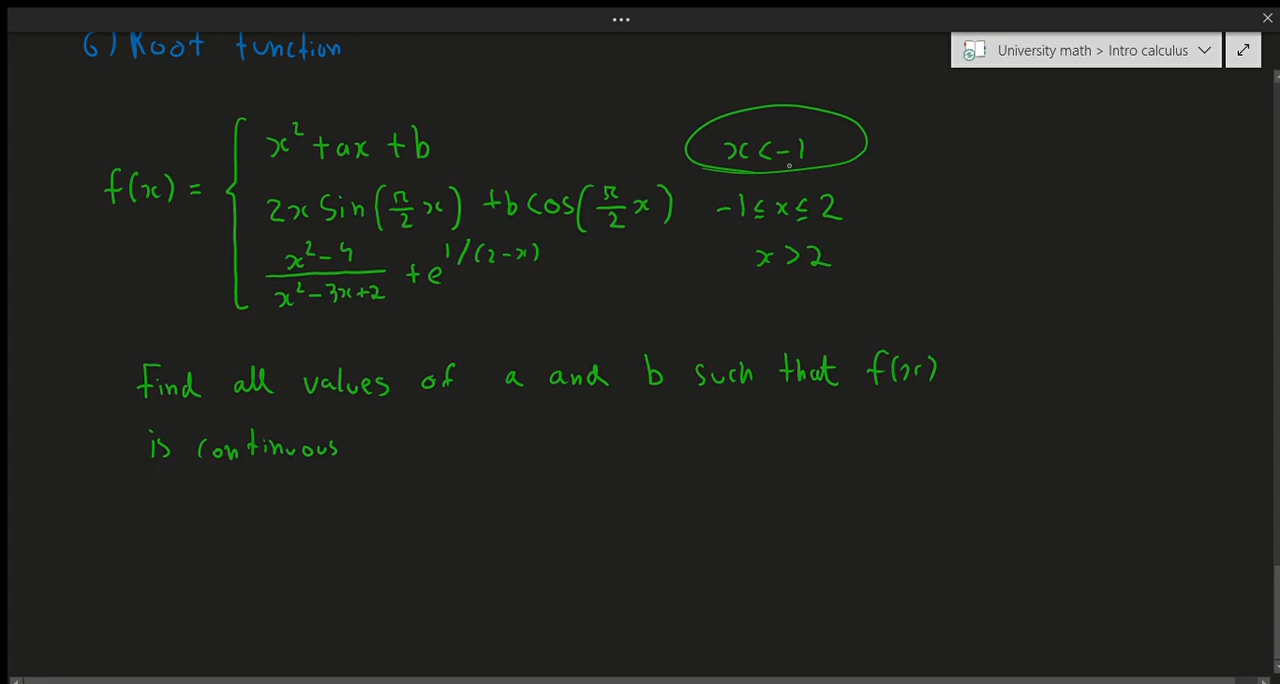 ...
University math > Intro calculus
6) Root function
f(x) = { x² + ax + b x < -1
2x Sin(π/2 x) + b Cos(π/2 x) -1 ≤ x ≤ 2
(x² - 4)/(x² - 3x + 2) + e^1/(2-x) x > 2
Find all values of a and b such that f(x)
is continuous